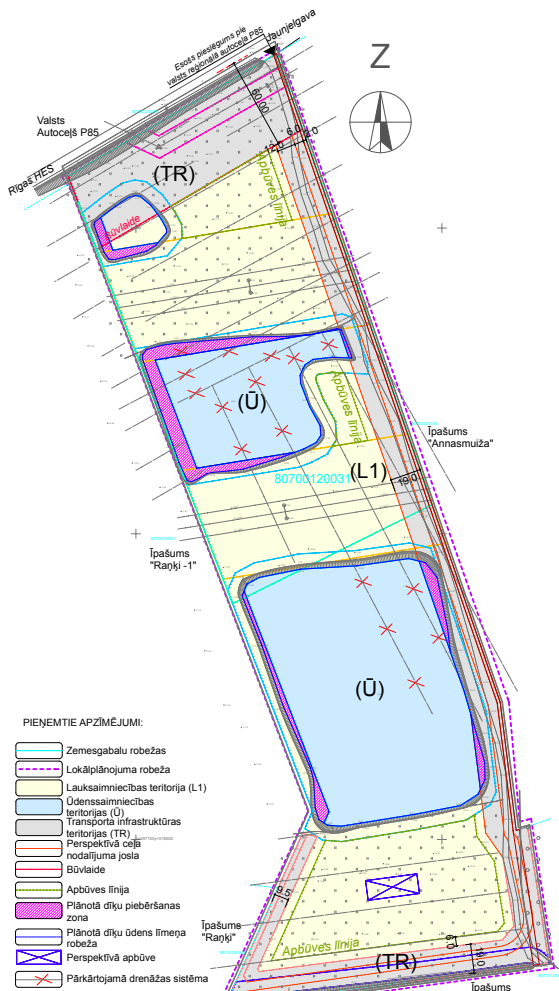 Esošs pieslēgums pie
valsts reģionālā autoceļa P85
Jaunjelgava
Z
Valsts
Autoceļš P85
60.00
12.0
6.0
Rīgas HES
(TR)
Apbūves līnija
Būvlaide
(Ū)
Apbūves līnija
Īpašums
"Annasmuiža"
(L1)
80700120031
19.0
Īpašums
"Raņķi -1"
(Ū)
PIEŅEMTIE APZĪMĒJUMI:
Zemesgabalu robežas
Lokālplānojuma robeža
Lauksaimniecības teritorija (L1)
Ūdenssaimniecības
teritorijas (Ū)
Transporta infrastruktūras
teritorijas (TR)
Perspektīvā ceļa
nodalījuma josla
Būvlaide
Apbūves līnija
Plānotā dīķu piebēršanas
zona
Plānotā dīķu ūdens līmeņa
robeža
Perspektīvā apbūve
Pārkārtojamā drenāžas sistēma
19.5
Īpašums
"Raņķi"
Apbūves līnija
6.0
19.0
(TR)
Īpašums